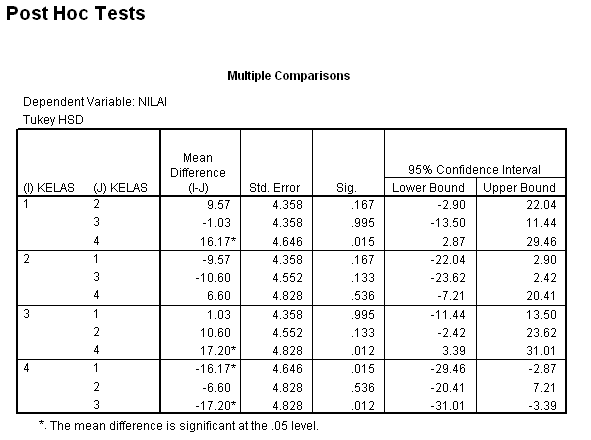 Post Hoc Tests
Multiple Comparisons
Dependent Variable: NILAI
Tukey HSD
(I) KELAS (J) KELAS Mean Difference (I-J) Std. Error Sig. 95% Confidence Interval
Lower Bound Upper Bound
1 2 9.57 4.358 .167 -2.90 22.04
3 -1.03 4.358 .995 -13.50 11.44
4 16.17* 4.646 .015 2.87 29.46
2 1 -9.57 4.358 .167 -22.04 2.90
3 -10.60 4.552 .133 -23.62 2.42
4 6.60 4.828 .536 -7.21 20.41
3 1 1.03 4.358 .995 -11.44 13.50
2 10.60 4.552 .133 -2.42 23.62
4 17.20* 4.828 .012 3.39 31.01
4 1 -16.17* 4.646 .015 -29.46 -2.87
2 -6.60 4.828 .536 -20.41 7.21
3 -17.20* 4.828 .012 -31.01 -3.39
*. The mean difference is significant at the .05 level.